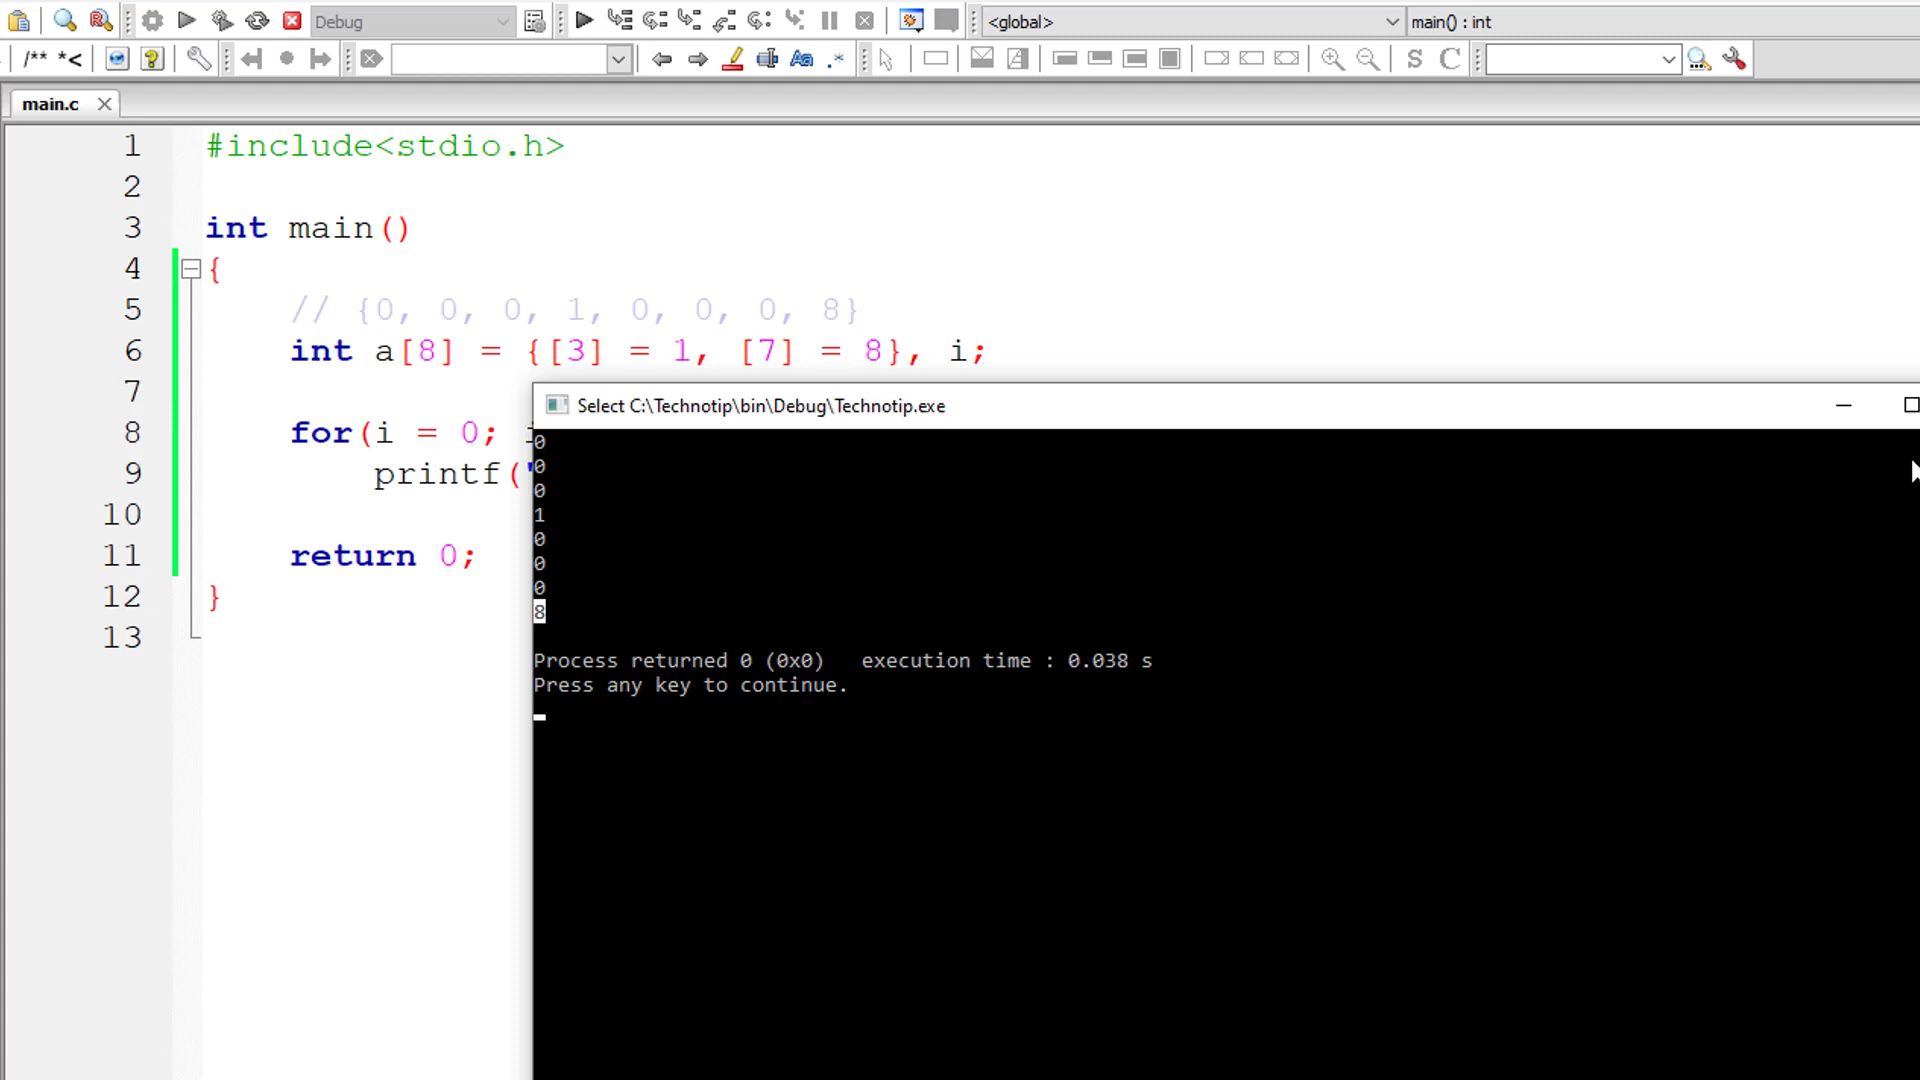 Debug
<global>
main() : int
/** *<
Aa
.*
S C
main.c
1 #include<stdio.h>
2
3 int main()
4 {
5 // {0, 0, 0, 1, 0, 0, 0, 8}
6 int a[8] = {[3] = 1, [7] = 8}, i;
7
8 for(i = 0;
9 printf("
10
11 return 0;
12 }
13
Select C:\Technotip\bin\Debug\Technotip.exe
0
0
0
1
0
0
0
8
Process returned 0 (0x0) execution time : 0.038 s
Press any key to continue.